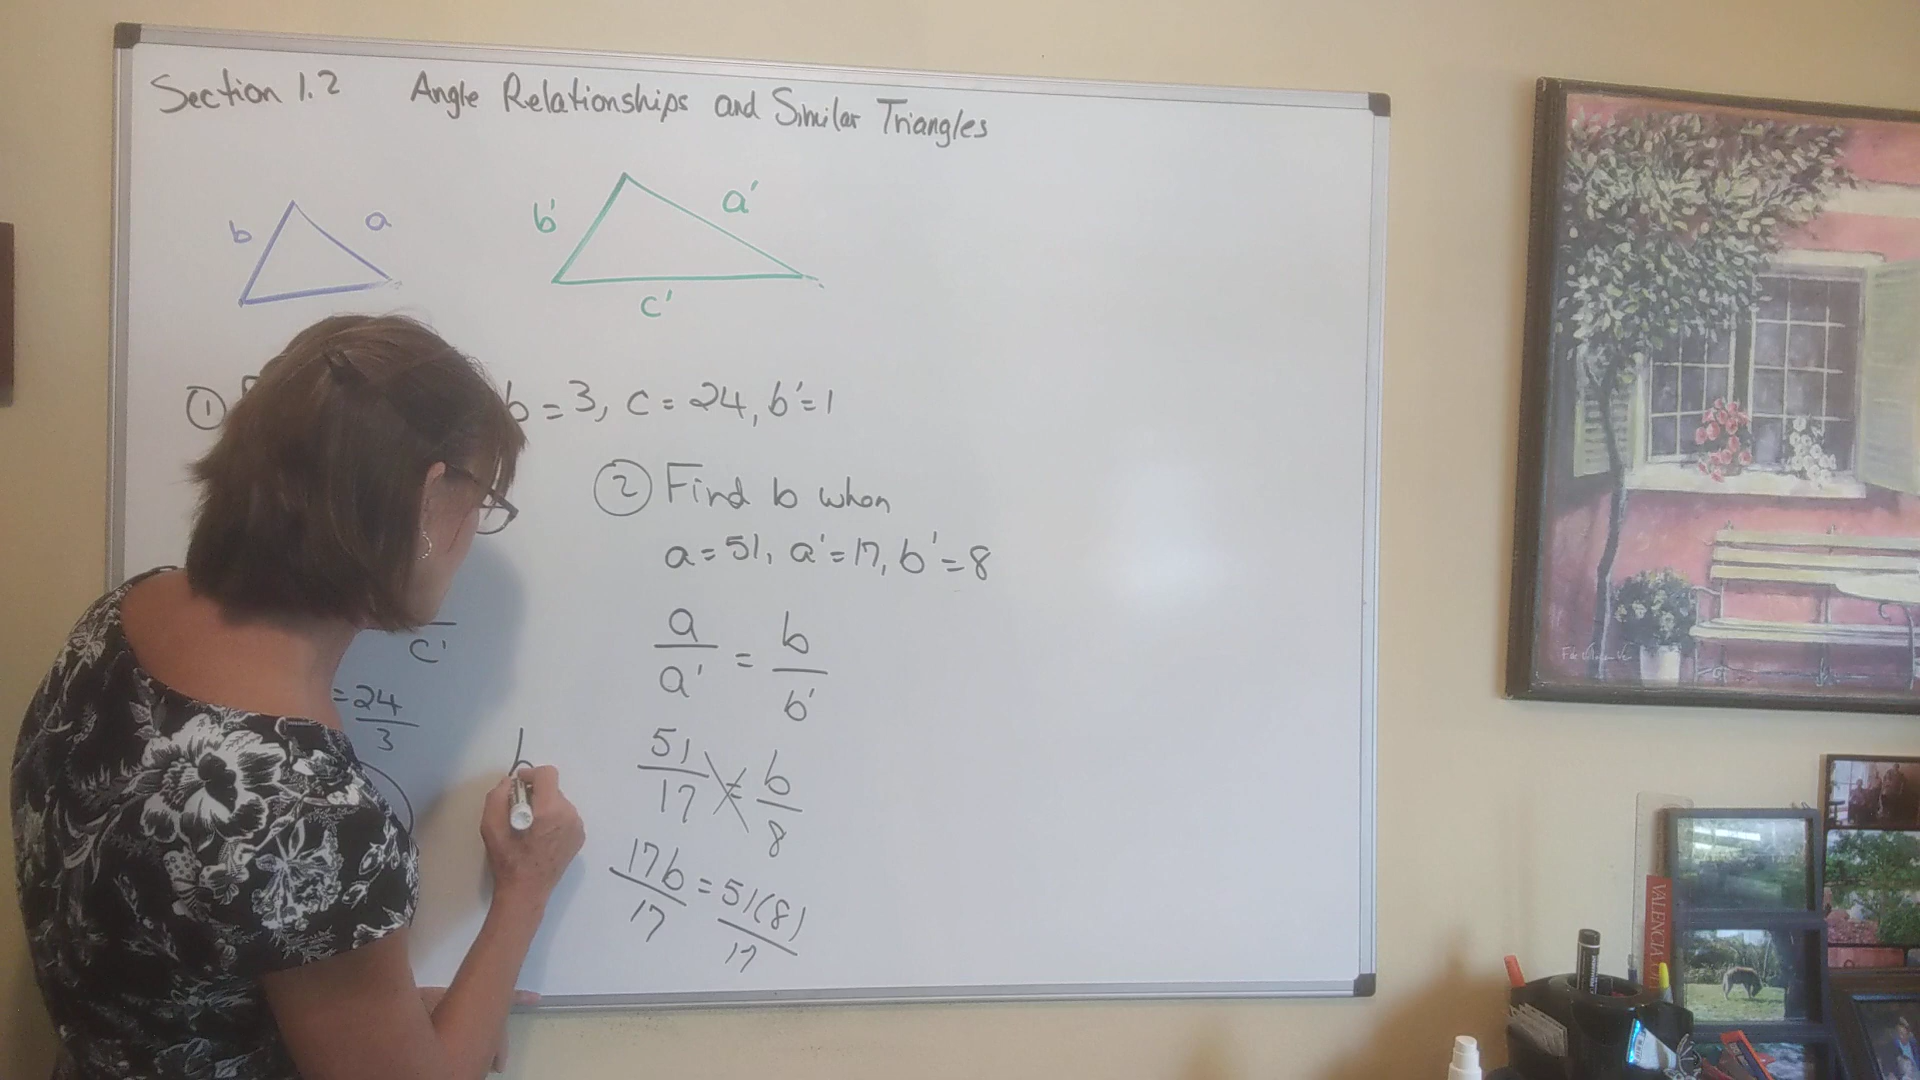 Section 1.2 Angle Relationships and Similar Triangles
b a
b' a'
c'
① b = 3, c = 24, b' = 1
② Find b when
a = 51, a' = 17, b' = 8
c'
a/a' = b/b'
= 24/3
51/17 = b/8
b
17b/17 = 51(8)/17
VALENCIA